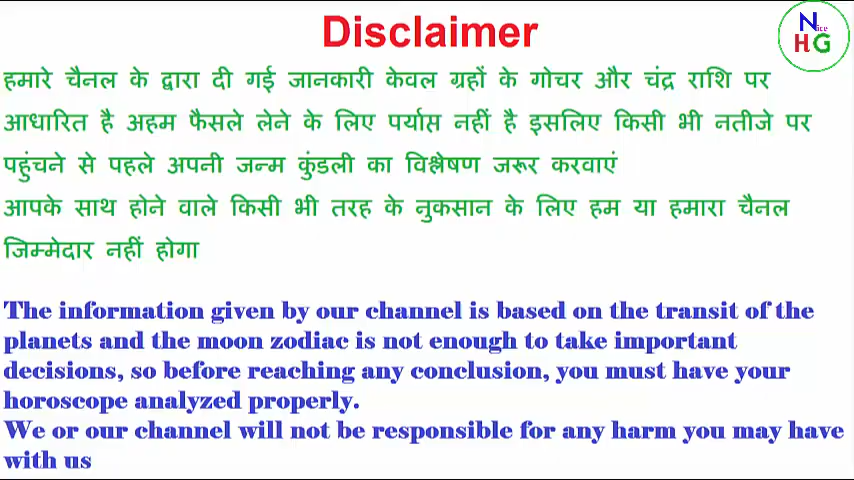 Disclaimer
Nice
HG
हमारे चैनल के द्वारा दी गई जानकारी केवल ग्रहों के गोचर और चंद्र राशि पर
आधारित है अहम फैसले लेने के लिए पर्याप्त नहीं है इसलिए किसी भी नतीजे पर
पहुंचने से पहले अपनी जन्म कुंडली का विश्लेषण जरूर करवाएं
आपके साथ होने वाले किसी भी तरह के नुकसान के लिए हम या हमारा चैनल
जिम्मेदार नहीं होगा
The information given by our channel is based on the transit of the
planets and the moon zodiac is not enough to take important
decisions, so before reaching any conclusion, you must have your
horoscope analyzed properly.
We or our channel will not be responsible for any harm you may have
with us